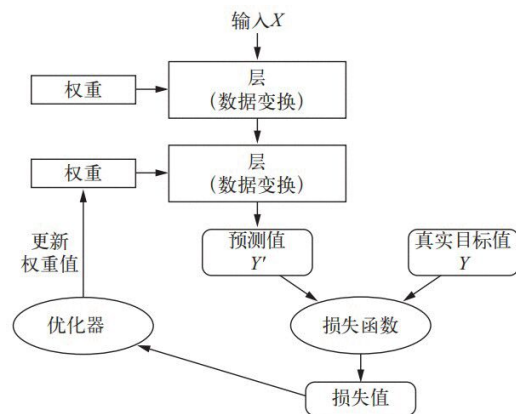 输入X
权重
层
(数据变换)
权重
层
(数据变换)
更新
权重值
预测值
Y'
真实目标值
Y
优化器
损失函数
损失值